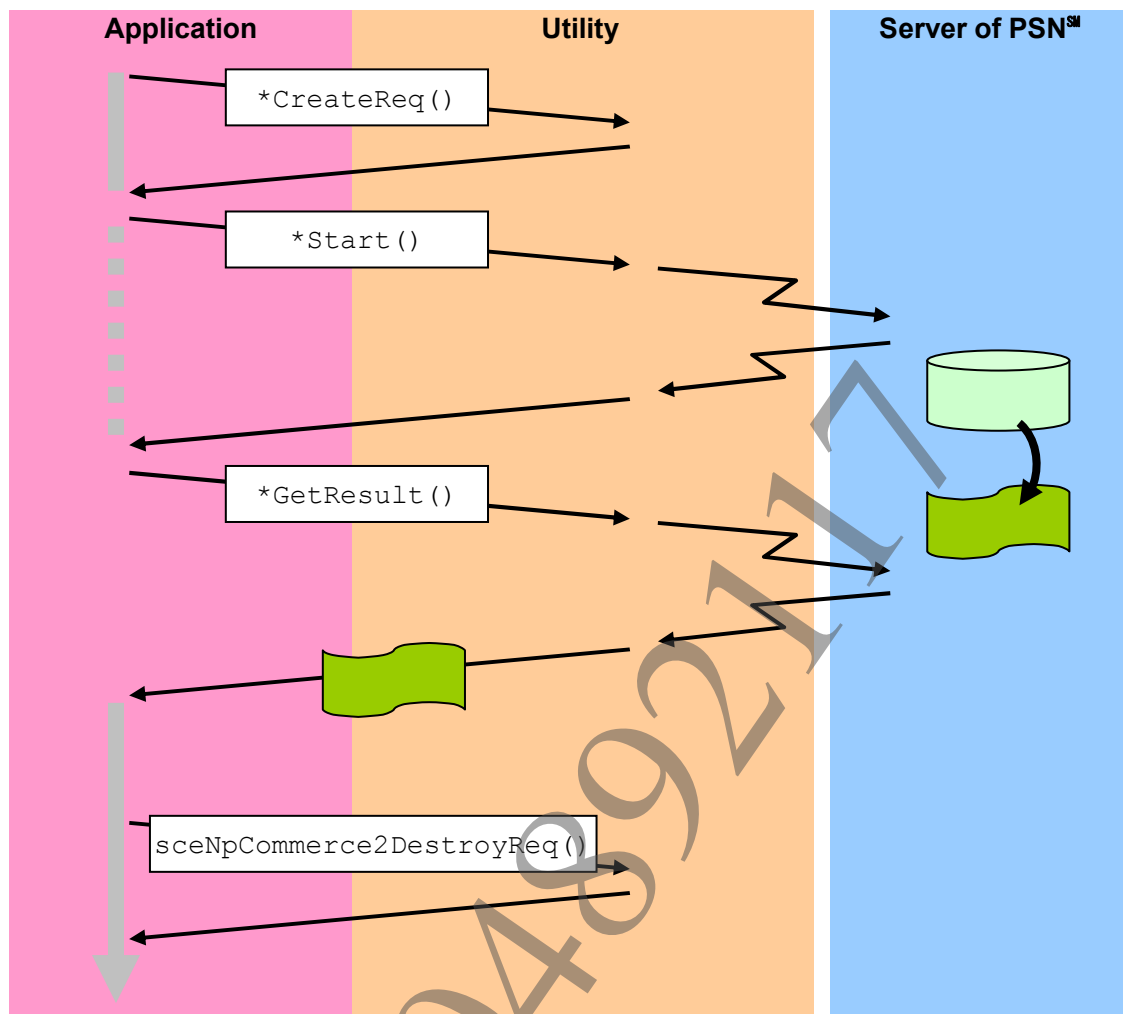 Application
Utility
Server of PSN℠
*CreateReq()
*Start()
*GetResult()
sceNpCommerce2DestroyReq()